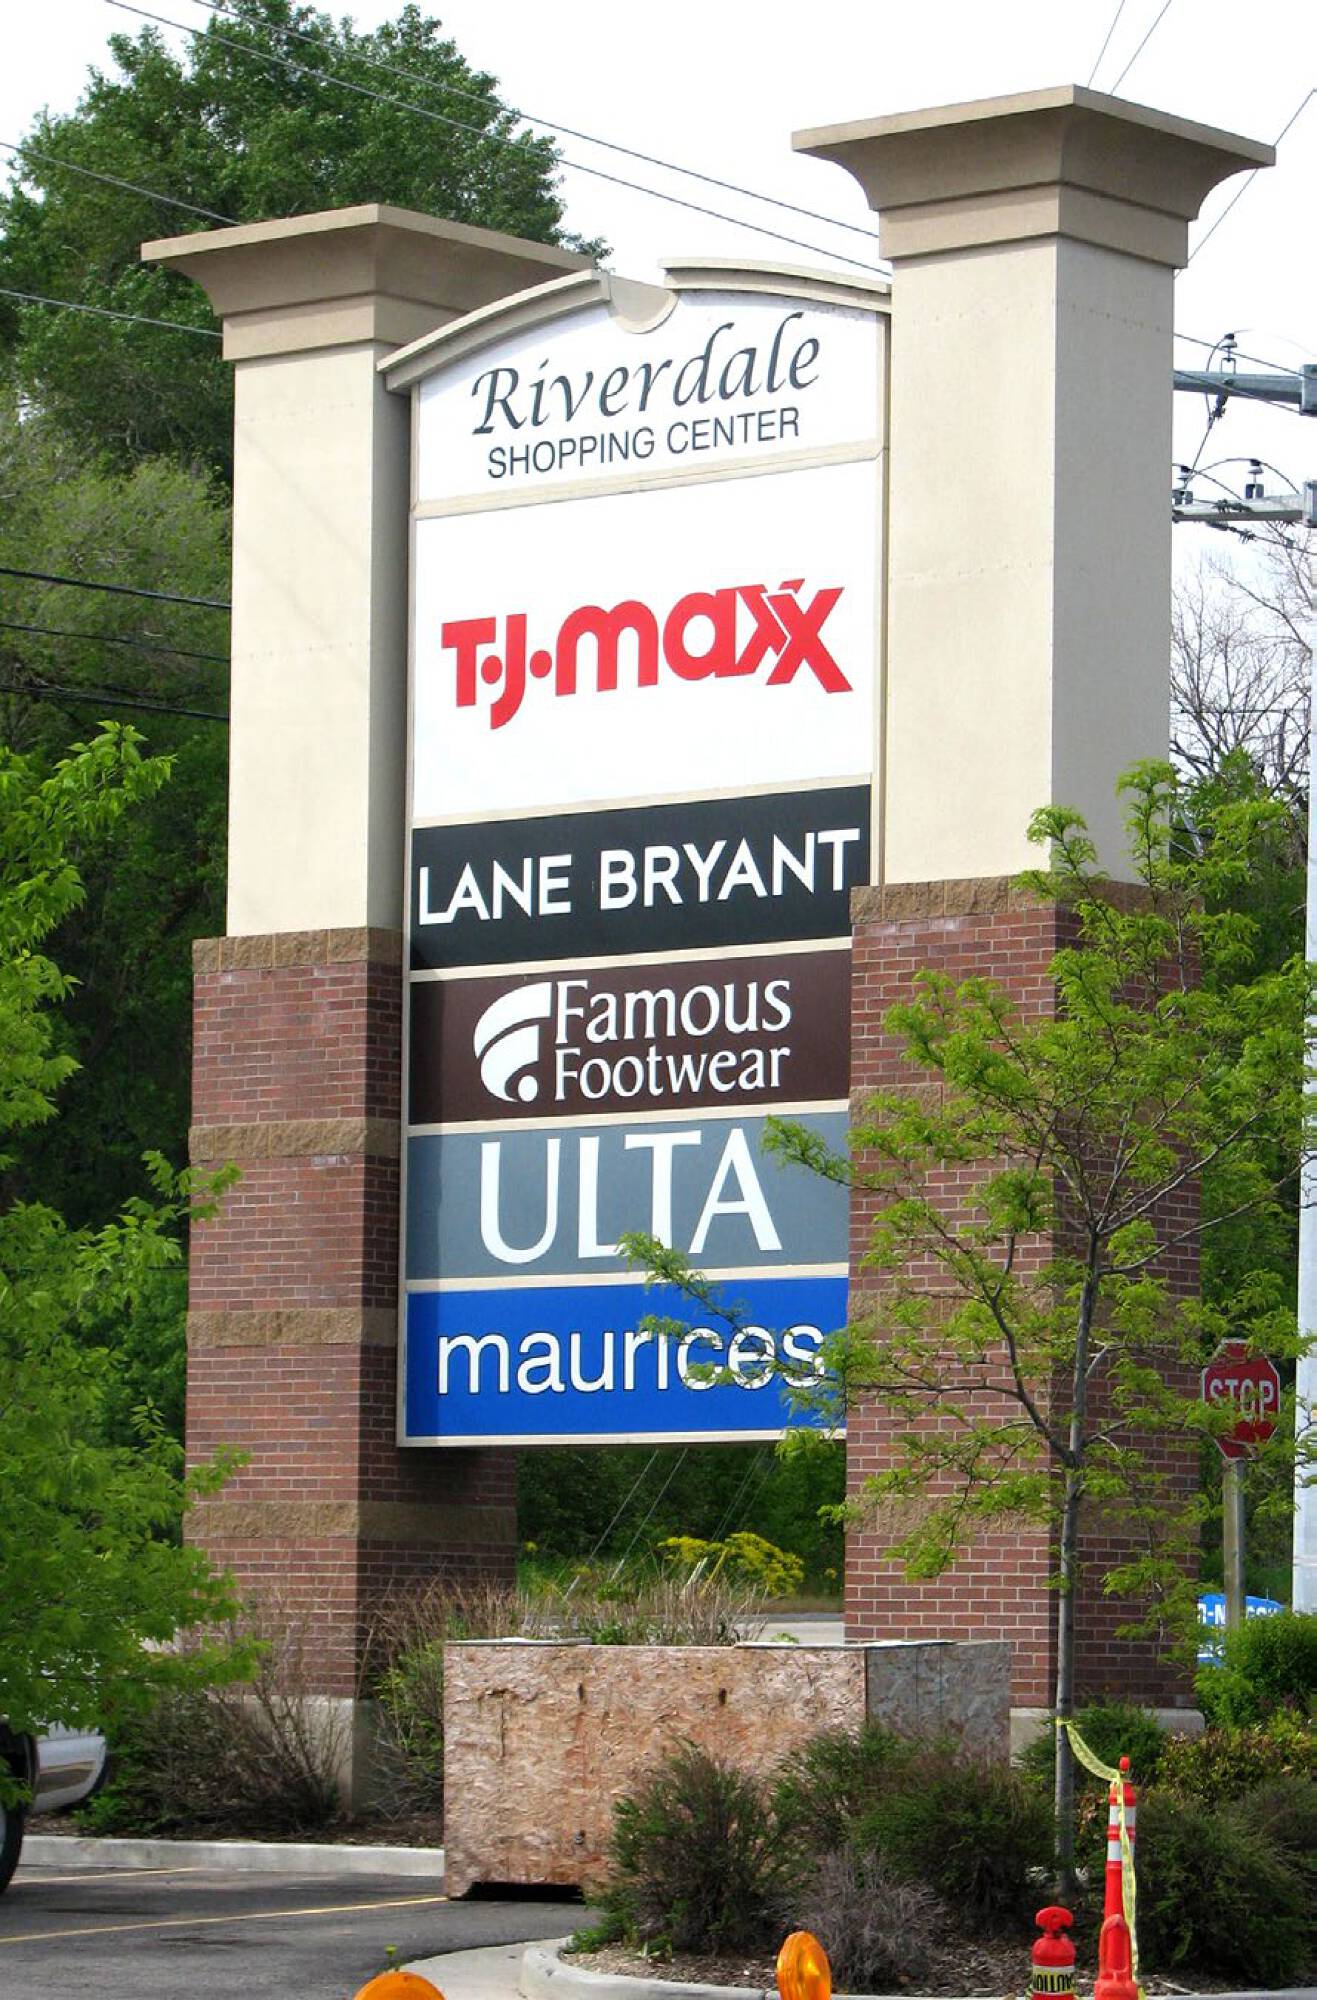 Riverdale
SHOPPING CENTER
T•J•maxx
LANE BRYANT
Famous
Footwear
ULTA
maurices
STOP